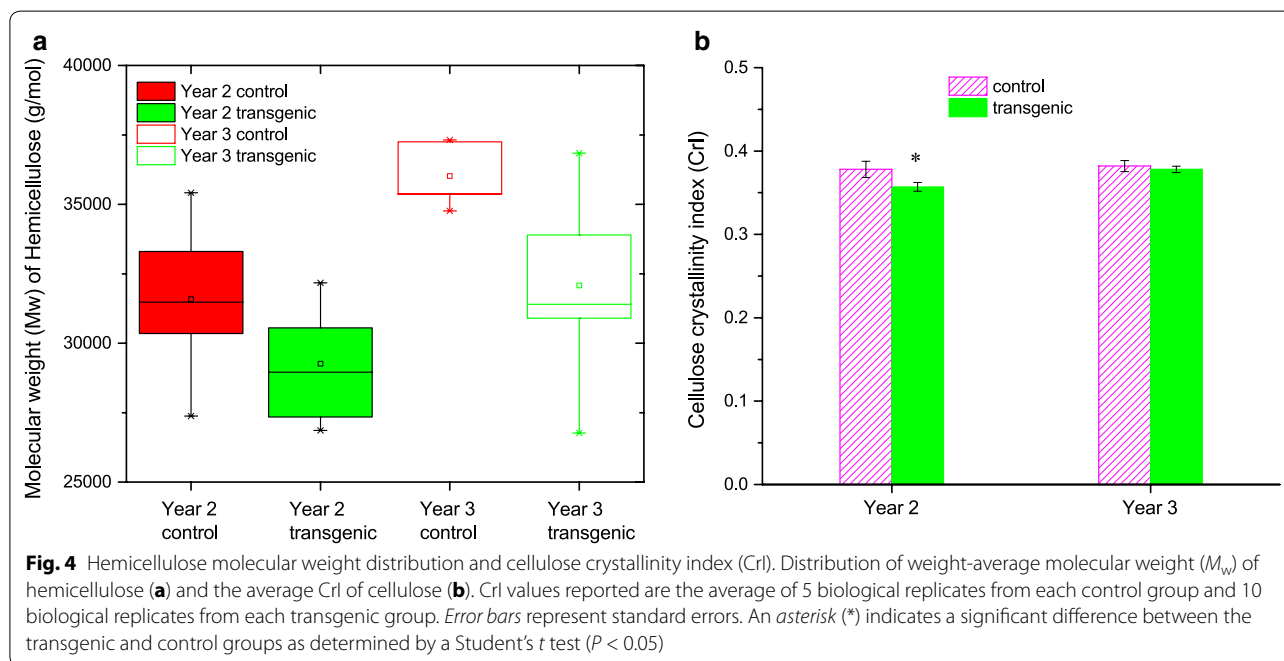 a
Molecular weight (Mw) of Hemicellulose (g/mol)
40000
35000
30000
25000
Year 2 control
Year 2 transgenic
Year 3 control
Year 3 transgenic
Year 2
control
Year 2
transgenic
Year 3
control
Year 3
transgenic
b
Cellulose crystallinity index (CrI)
0.5
0.4
0.3
0.2
0.1
0.0
control
transgenic
*
Year 2
Year 3
Fig. 4 Hemicellulose molecular weight distribution and cellulose crystallinity index (CrI). Distribution of weight-average molecular weight (Mw) of
hemicellulose (a) and the average CrI of cellulose (b). CrI values reported are the average of 5 biological replicates from each control group and 10
biological replicates from each transgenic group. Error bars represent standard errors. An asterisk (*) indicates a significant difference between the
transgenic and control groups as determined by a Student's t test (P < 0.05)